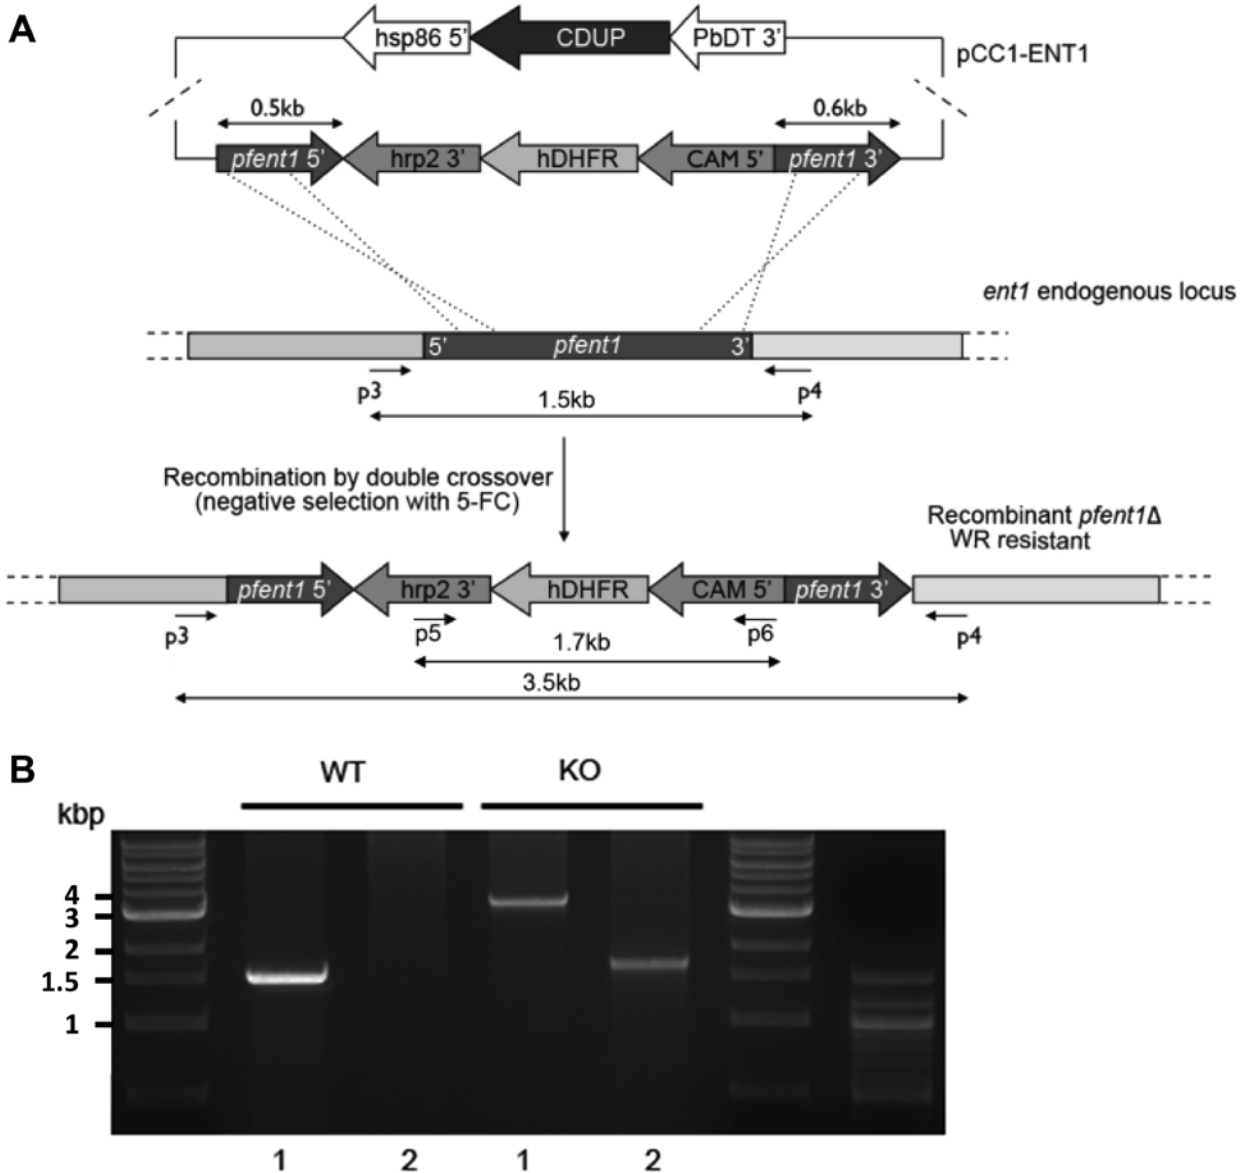 A
hsp86 5' CDUP PbDT 3'
pCC1-ENT1
0.5kb 0.6kb
pfent1 5' hrp2 3' hDHFR CAM 5' pfent1 3'
ent1 endogenous locus
5' pfent1 3'
p3 p4
1.5kb
Recombination by double crossover
(negative selection with 5-FC)
Recombinant pfent1Δ
WR resistant
pfent1 5' hrp2 3' hDHFR CAM 5' pfent1 3'
p3 p5 p6 p4
1.7kb
3.5kb
B
WT KO
kbp
4
3
2
1.5
1
1 2 1 2